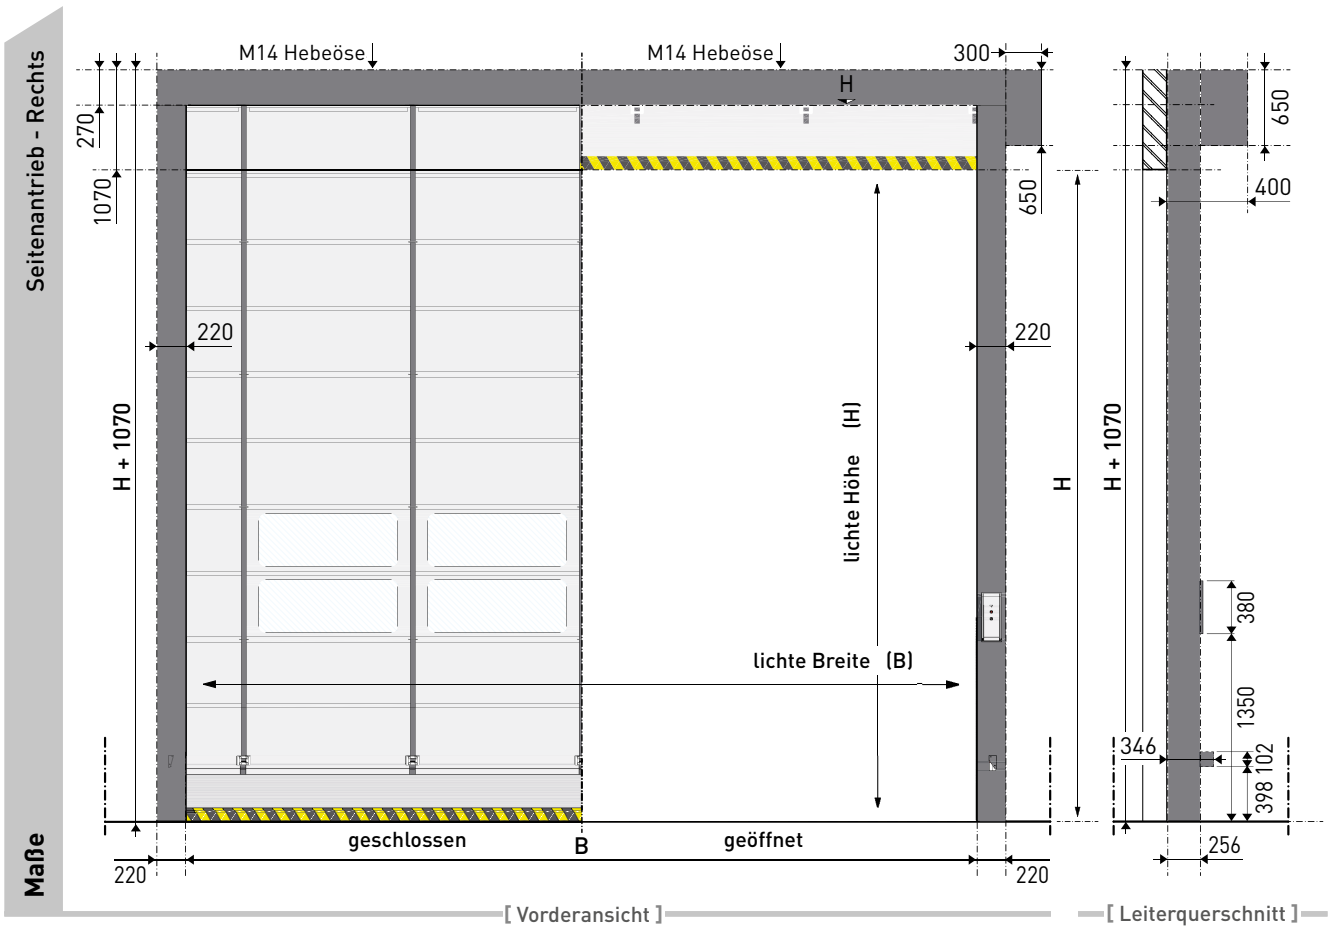 Seitenantrieb - Rechts
Maße
M14 Hebeöse
M14 Hebeöse
300
H
270
1070
650
650
400
220
220
H + 1070
lichte Höhe (H)
H
H + 1070
380
lichte Breite (B)
1350
346
102
398
geschlossen
B
geöffnet
220
220
256
[ Vorderansicht ]
[ Leiterquerschnitt ]